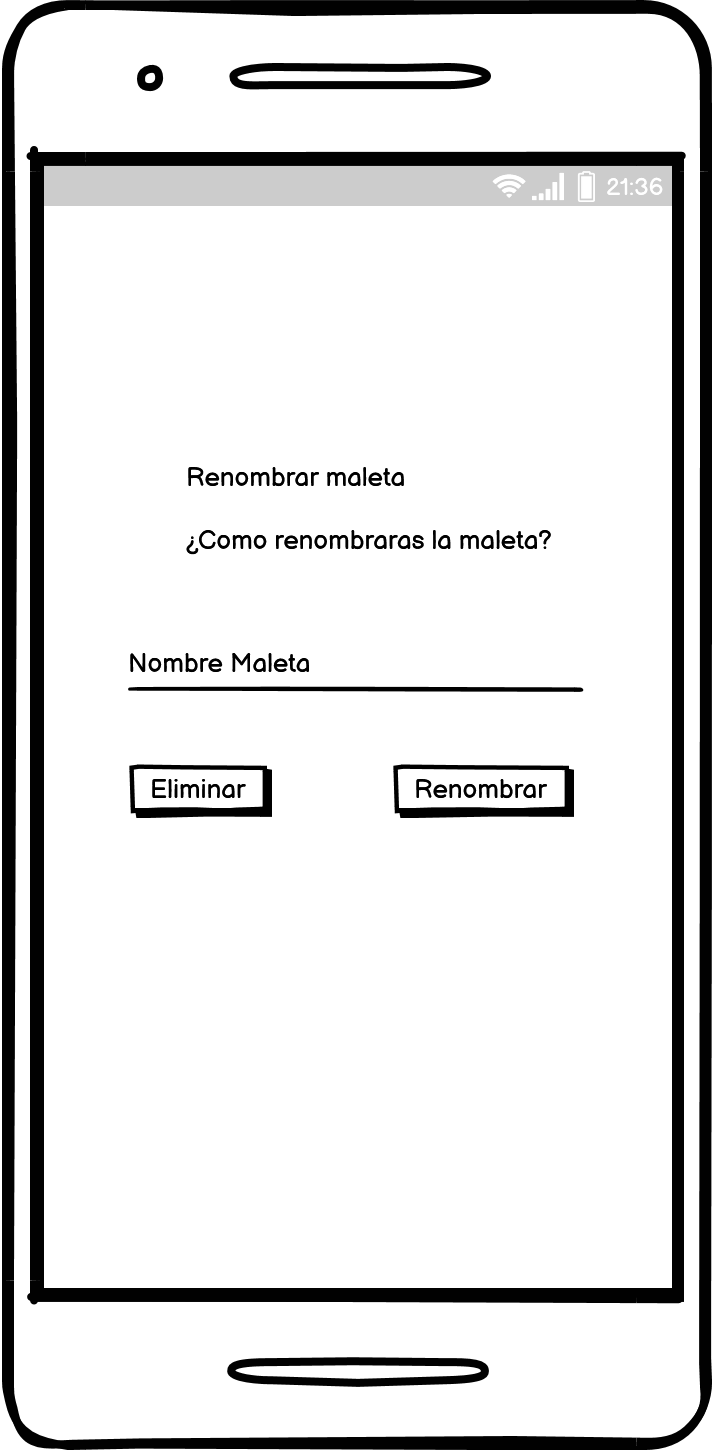 21:36
Renombrar maleta
¿Como renombraras la maleta?
Nombre Maleta
Eliminar
Renombrar